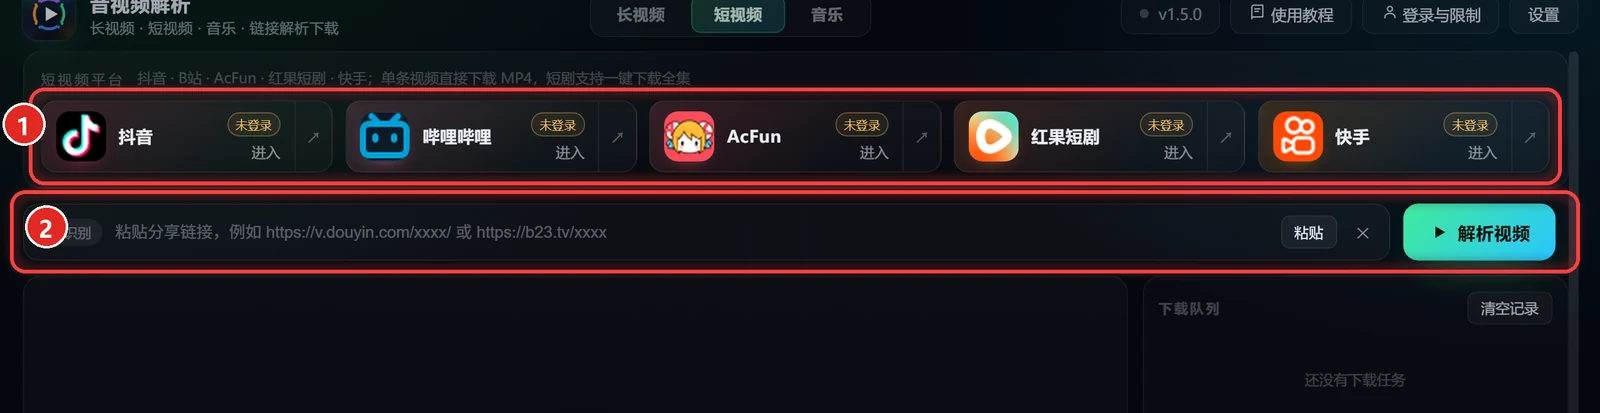 音视频解析
长视频 · 短视频 · 音乐 · 链接解析下载
长视频
短视频
音乐
v1.5.0
使用教程
登录与限制
设置
短视频平台
抖音 · B站 · AcFun · 红果短剧 · 快手；单条视频直接下载 MP4，短剧支持一键下载全集
1
抖音
未登录
进入
哔哩哔哩
未登录
进入
AcFun
未登录
进入
红果短剧
未登录
进入
快手
未登录
进入
2
识别
粘贴分享链接，例如 https://v.douyin.com/xxxx/ 或 https://b23.tv/xxxx
粘贴
解析视频
下载队列
清空记录
还没有下载任务